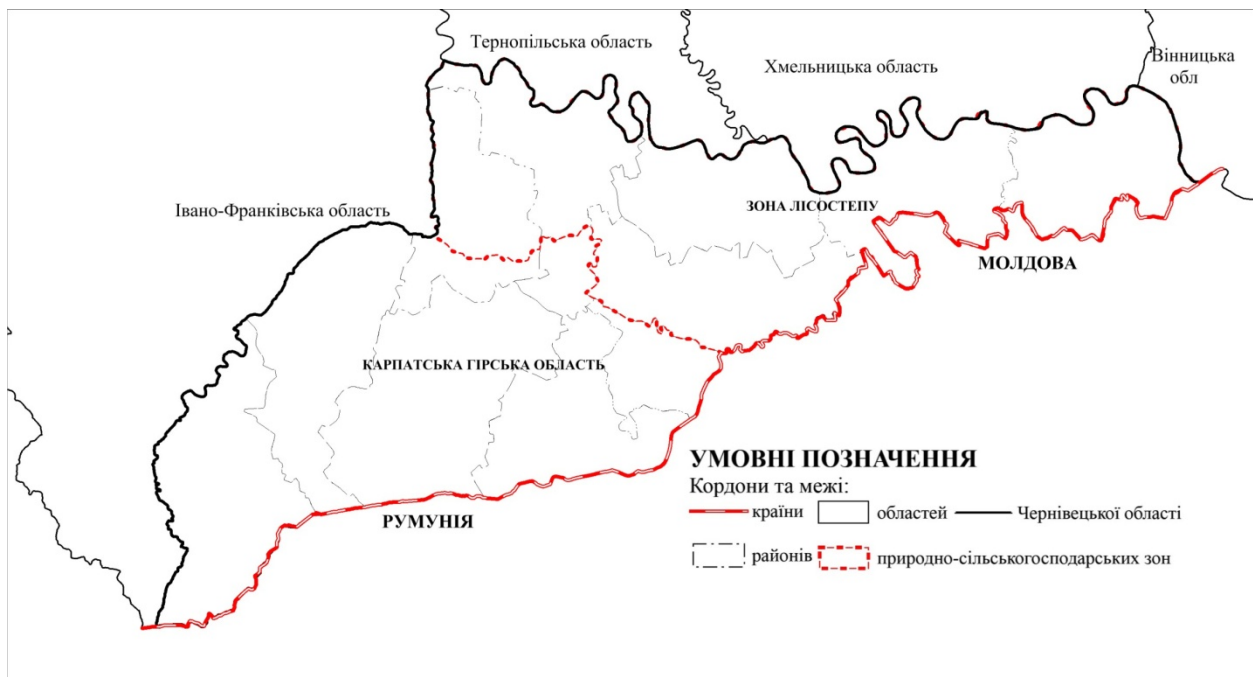 Тернопільська область
Хмельницька область
Вінницька
обл
Івано-Франківська область
ЗОНА ЛІСОСТЕПУ
МОЛДОВА
КАРПАТСЬКА ГІРСЬКА ОБЛАСТЬ
РУМУНІЯ
УМОВНІ ПОЗНАЧЕННЯ
Кордони та межі:
країни областей Чернівецької області
районів природно-сільськогосподарських зон